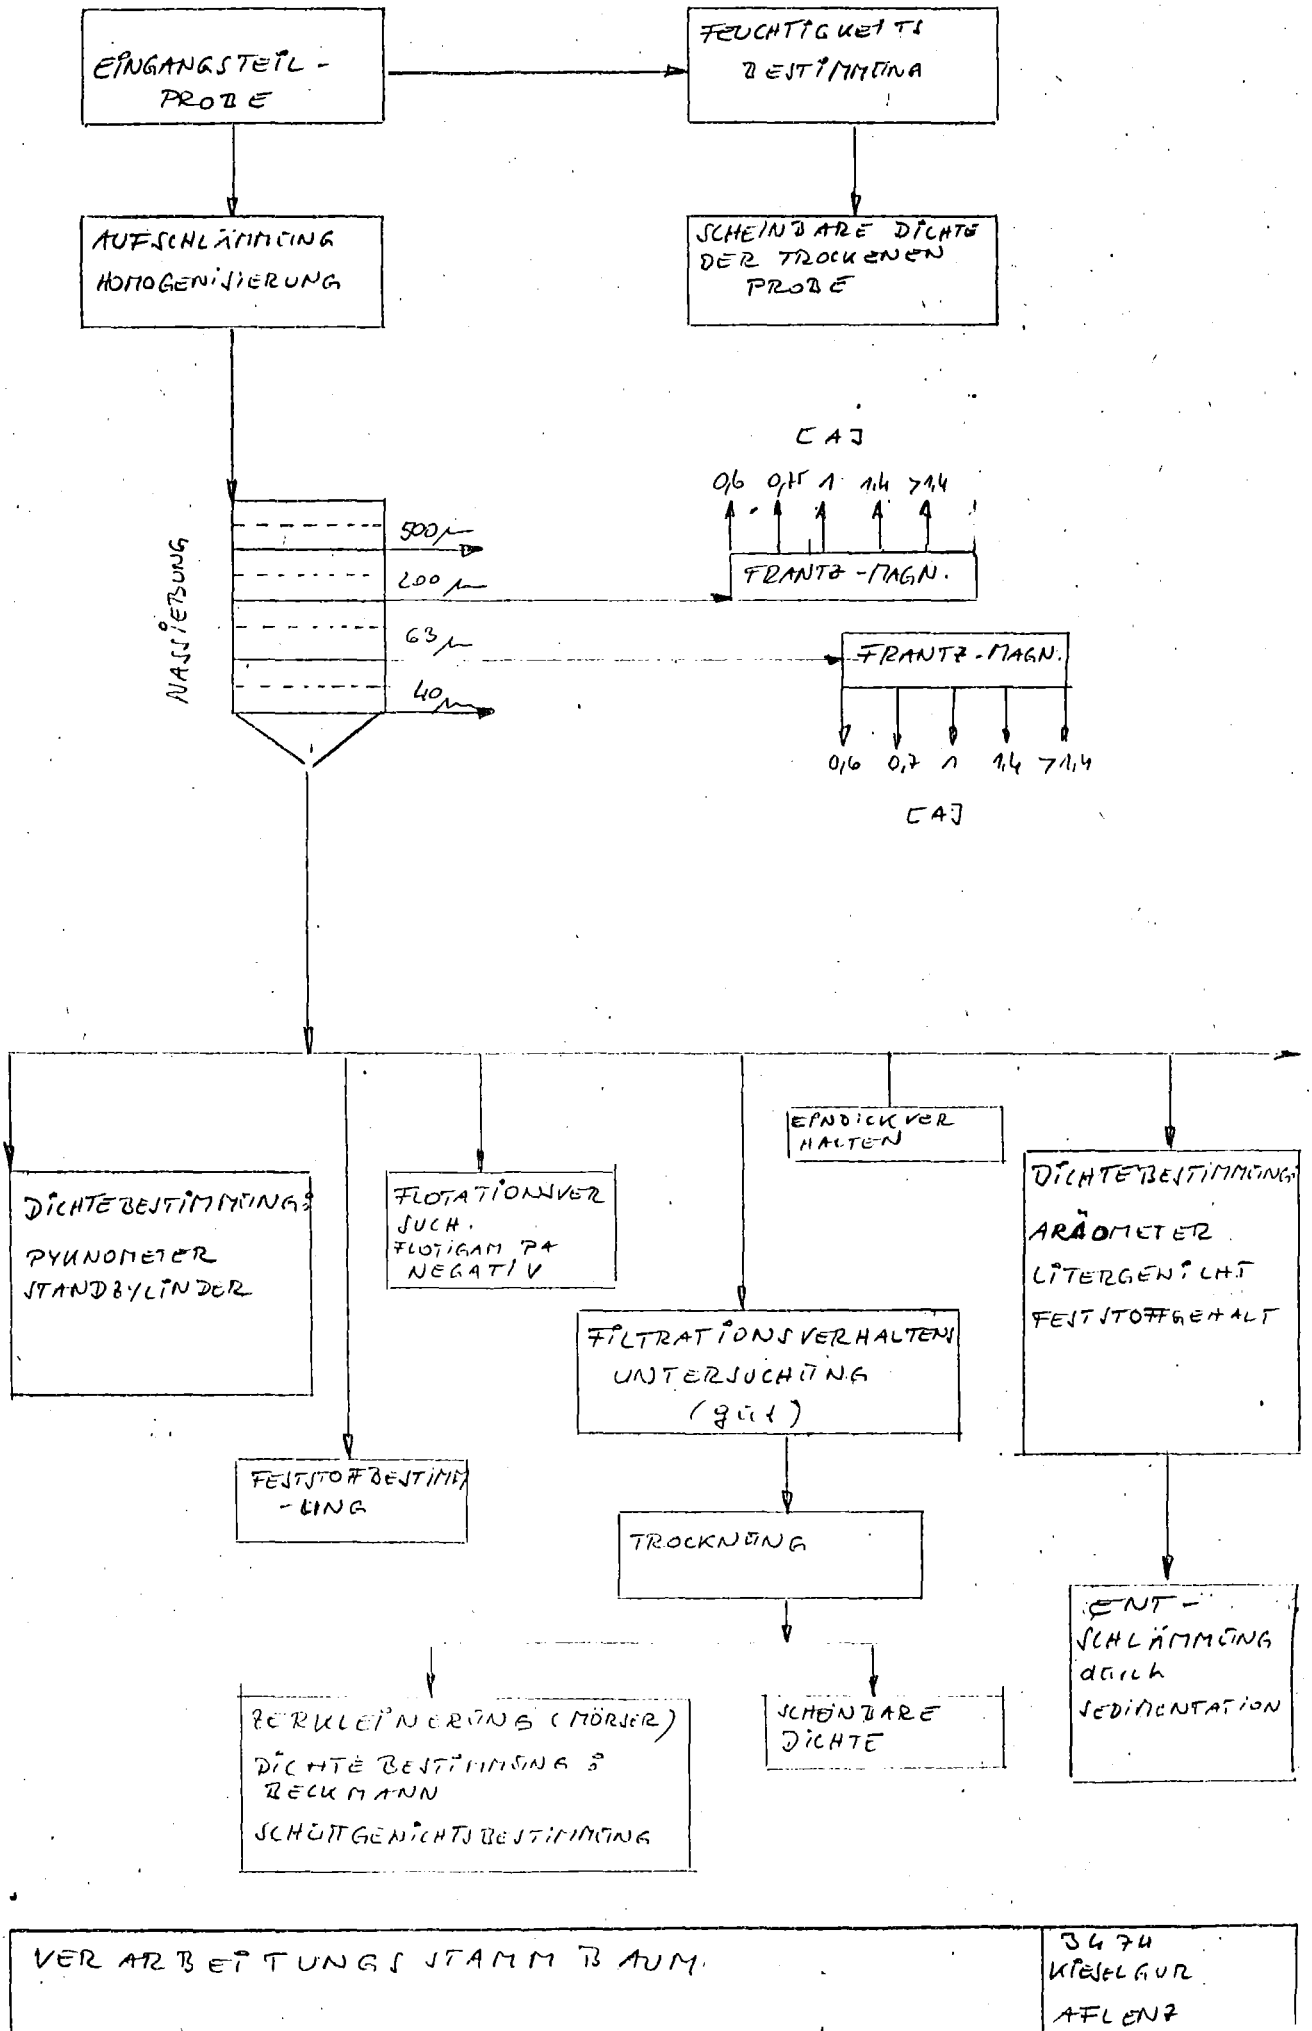 EINGANGSTEIL-
PROBE
FEUCHTIGKEITS
BESTIMMUNG
AUFSCHLÄMMUNG
HOMOGENISIERUNG
SCHEINBARE DICHTE
DER TROCKENEN
PROBE
[A]
0,6 0,75 1 1,4 >1,4
FRANTZ-MAGN.
NASSIEBUNG
500µ
200µ
63µ
40µ
FRANTZ-MAGN.
0,6 0,7 1 1,4 >1,4
[A]
EINDICKVER
HALTEN
DICHTEBESTIMMUNG:
PYKNOMETER
STANDZYLINDER
FLOTATIONSVER
SUCH.
FLOTIGAM PA
NEGATIV
DICHTEBESTIMMUNG:
ARÄOMETER
LITERGEWICHT
FESTSTOFFGEHALT
FILTRATIONSVERHALTENS
UNTERSUCHUNG
(gut)
FESTSTOFFBESTIMM
-UNG
TROCKNUNG
ENT-
SCHLÄMMUNG
durch
SEDIMENTATION
ZERKLEINERUNG (MÖRSER)
DICHTE BESTIMMUNG:
BECKMANN
SCHÜTTGEWICHTSBESTIMMUNG
SCHEINBARE
DICHTE
VERARBEITUNGSSTAMMBAUM.
3474
KIESELGUR
AFLENZ